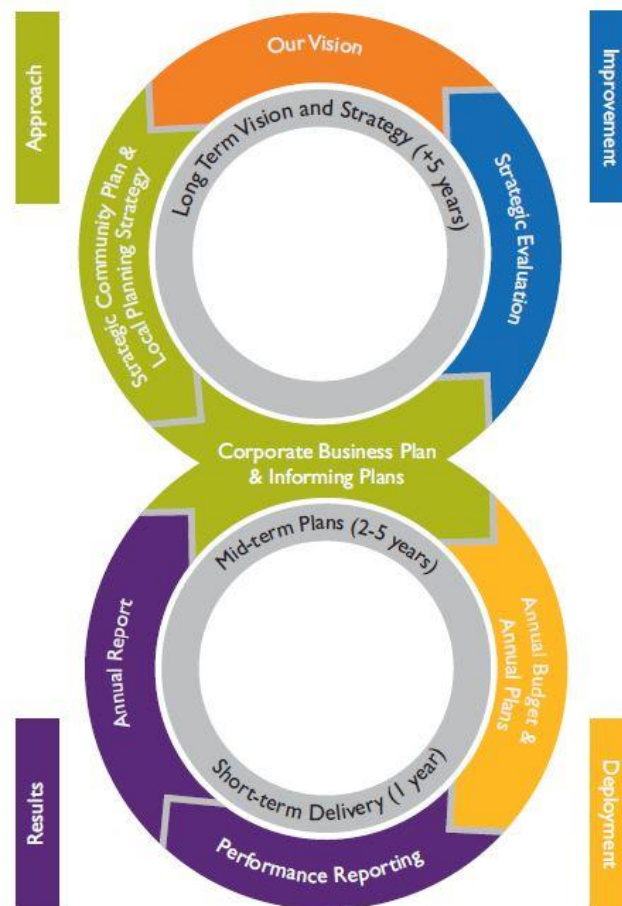 Approach
Our Vision
Improvement
Long Term Vision and Strategy (+5 years)
Strategic Community Plan &
Local Planning Strategy
Strategic Evaluation
Corporate Business Plan
& Informing Plans
Mid-term Plans (2-5 years)
Annual Report
Annual Budget &
Annual Plans
Short-term Delivery (1 year)
Performance Reporting
Results
Deployment